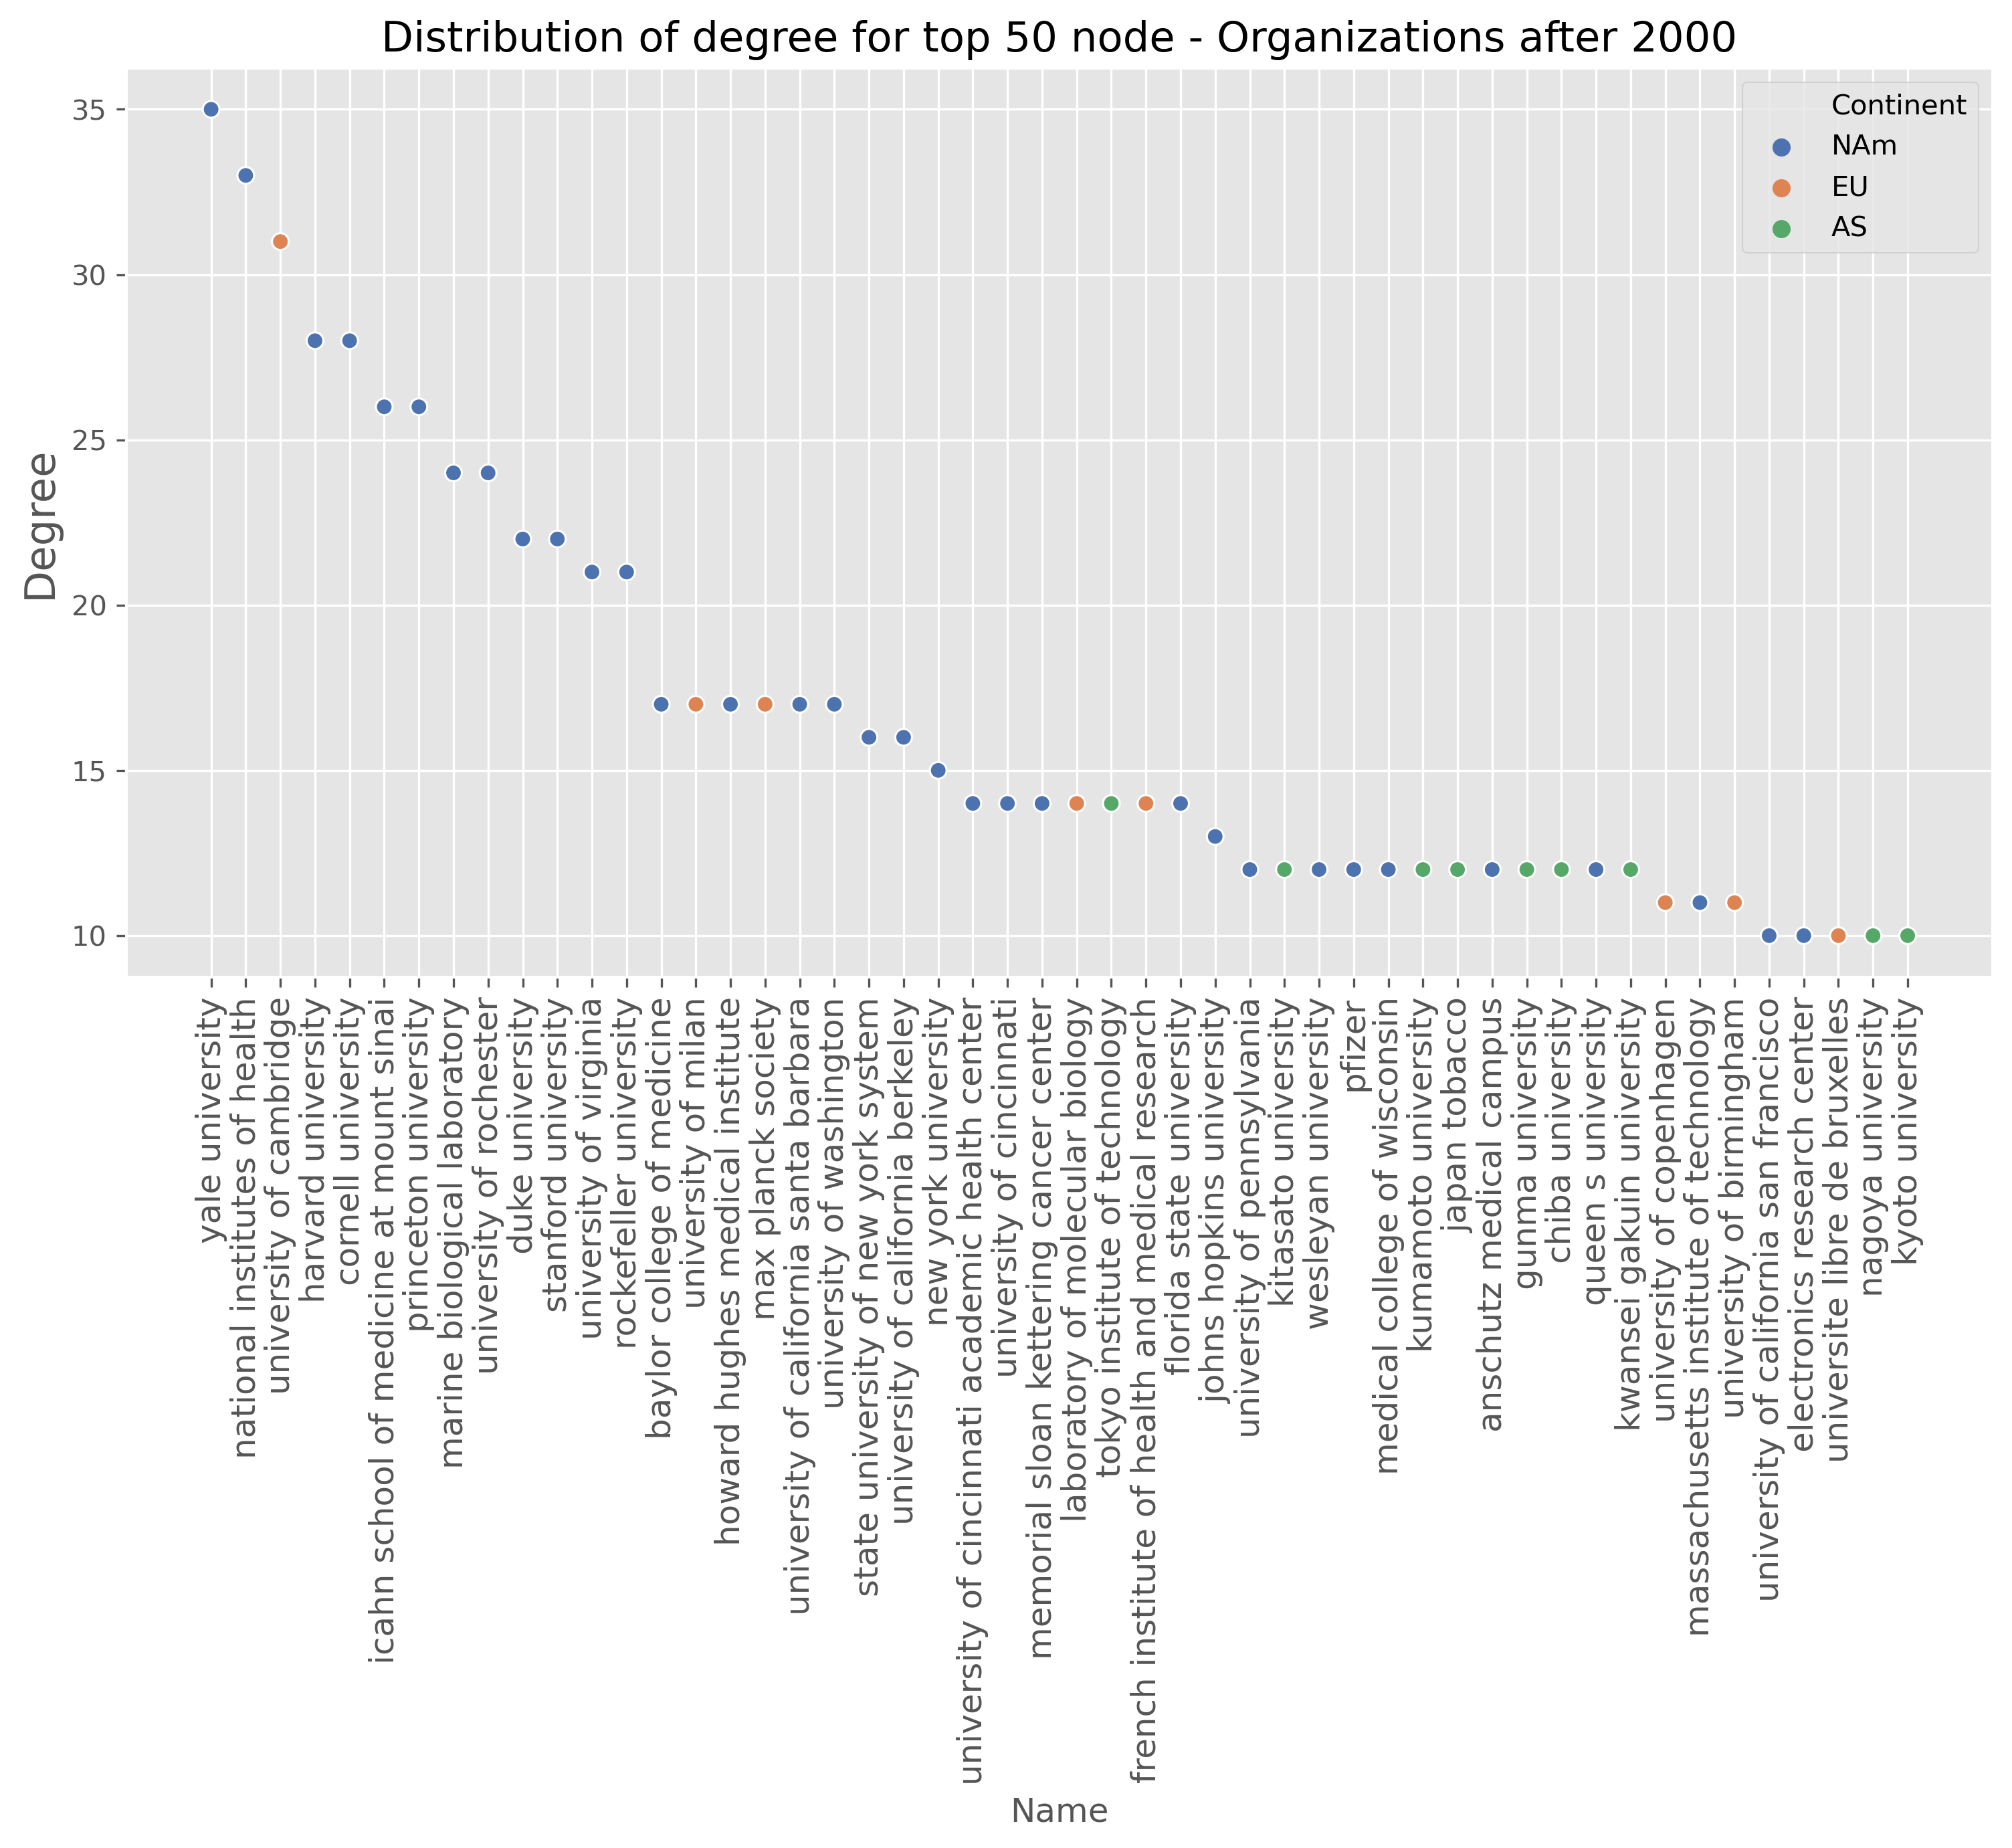 Distribution of degree for top 50 node - Organizations after 2000
Continent
NAm
EU
AS
Degree
35
30
25
20
15
10
yale university
national institutes of health
university of cambridge
harvard university
cornell university
icahn school of medicine at mount sinai
princeton university
marine biological laboratory
university of rochester
duke university
stanford university
university of virginia
rockefeller university
baylor college of medicine
university of milan
howard hughes medical institute
max planck society
university of california santa barbara
university of washington
state university of new york system
university of california berkeley
new york university
university of cincinnati academic health center
university of cincinnati
memorial sloan kettering cancer center
laboratory of molecular biology
tokyo institute of technology
french institute of health and medical research
florida state university
johns hopkins university
university of pennsylvania
kitasato university
wesleyan university
pfizer
medical college of wisconsin
kumamoto university
japan tobacco
anschutz medical campus
gunma university
chiba university
queen s university
kwansei gakuin university
university of copenhagen
massachusetts institute of technology
university of birmingham
university of california san francisco
electronics research center
universite libre de bruxelles
nagoya university
kyoto university
Name